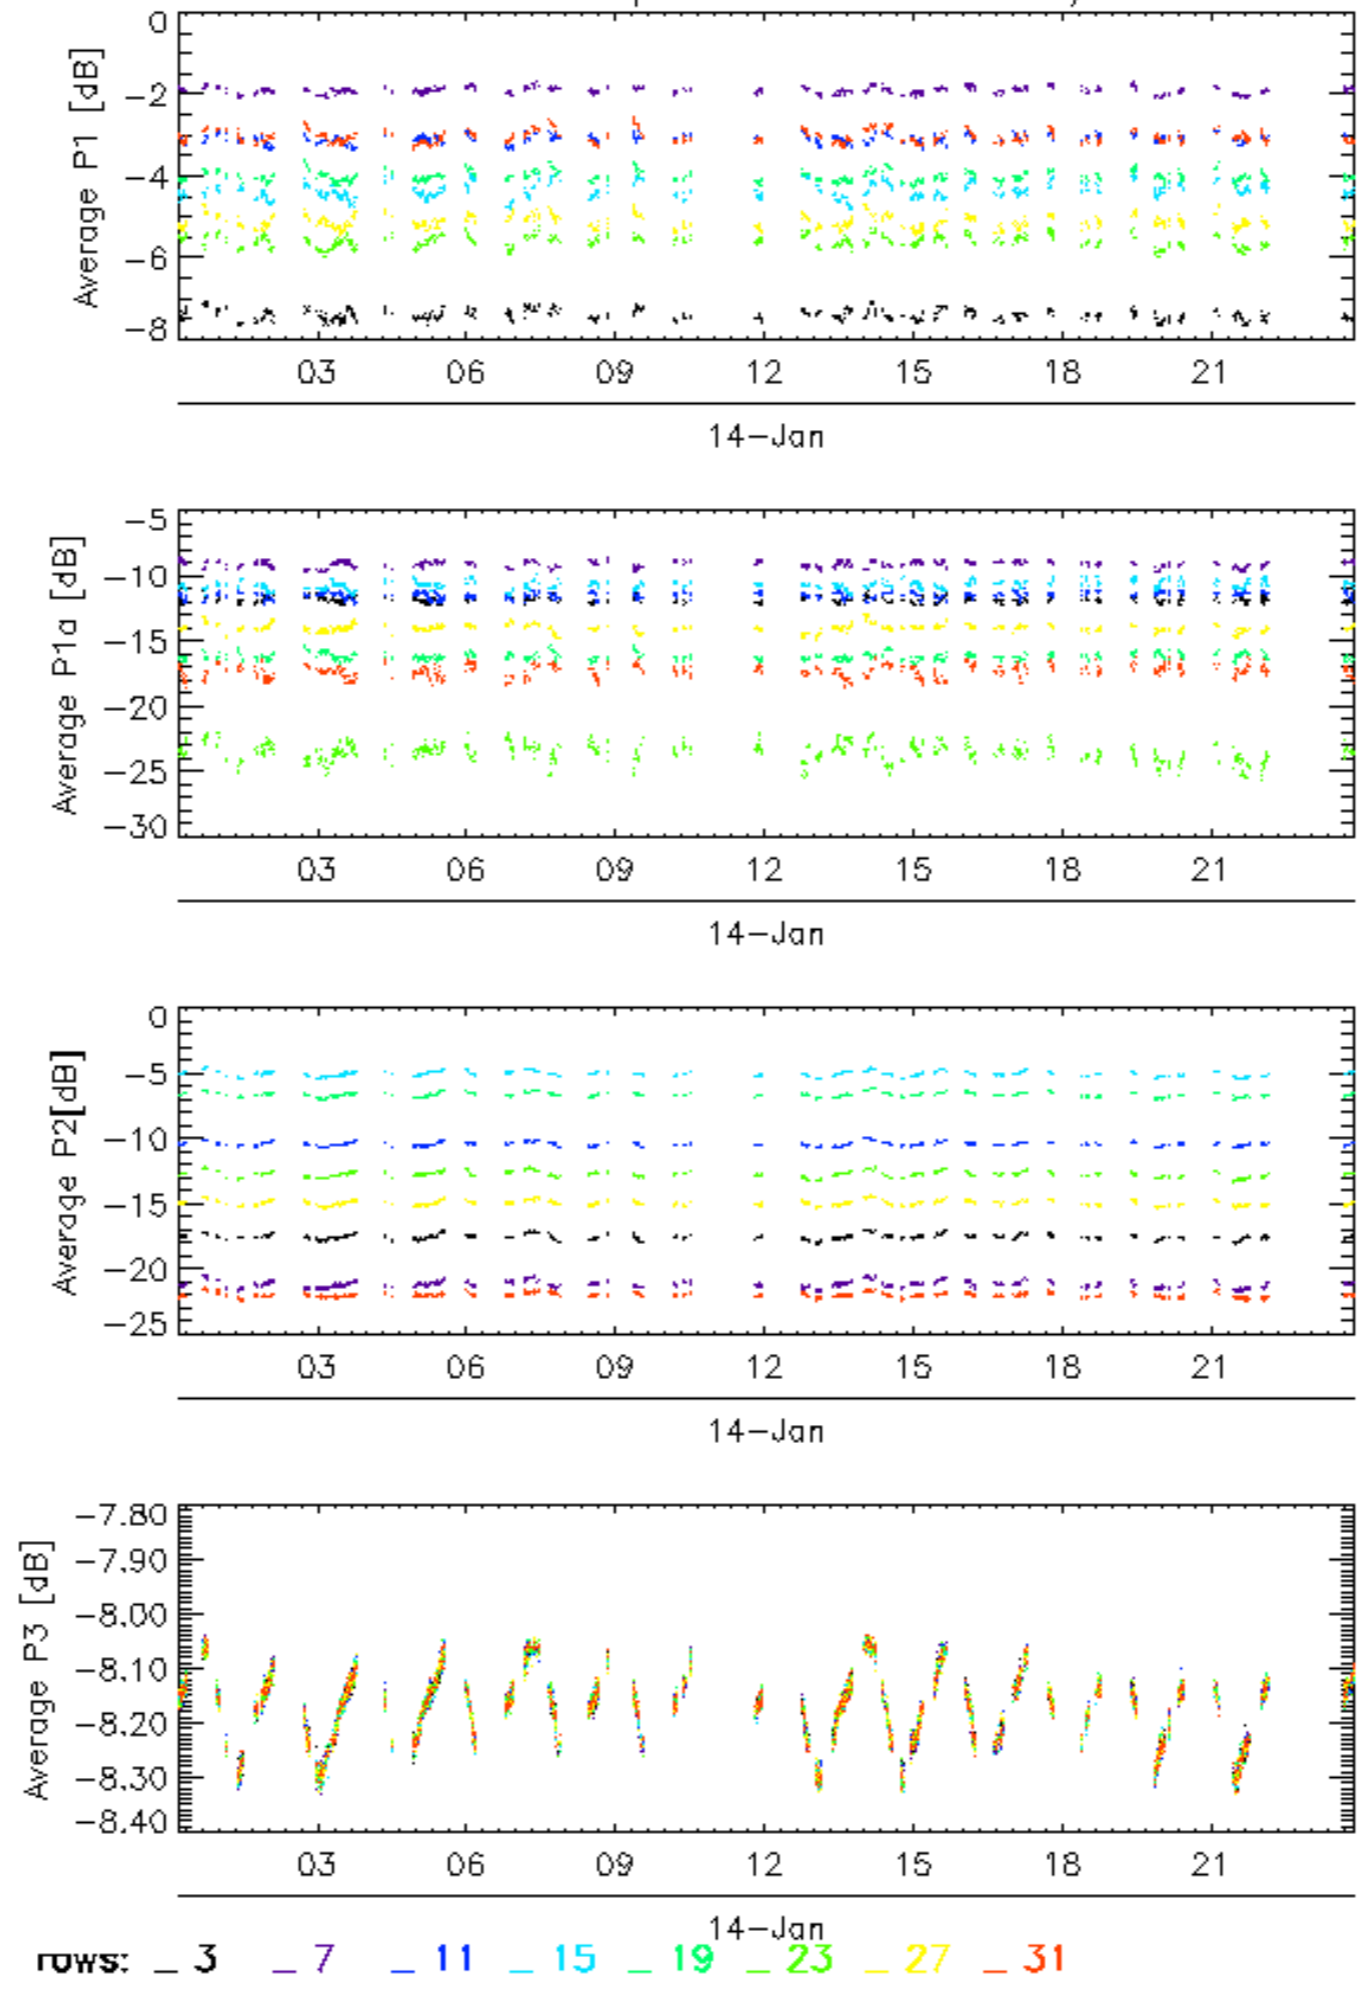 0
−2
−4
−6
−8
Average P1 [dB]
03 06 09 12 15 18 21
14−Jan
−5
−10
−15
−20
−25
−30
Average P1a [dB]
03 06 09 12 15 18 21
14−Jan
0
−5
−10
−15
−20
−25
Average P2[dB]
03 06 09 12 15 18 21
14−Jan
−7.80
−7.90
−8.00
−8.10
−8.20
−8.30
−8.40
Average P3 [dB]
03 06 09 12 15 18 21
14−Jan
rows: _ 3 _ 7 _ 11 _ 15 _ 19 _ 23 _ 27 _ 31